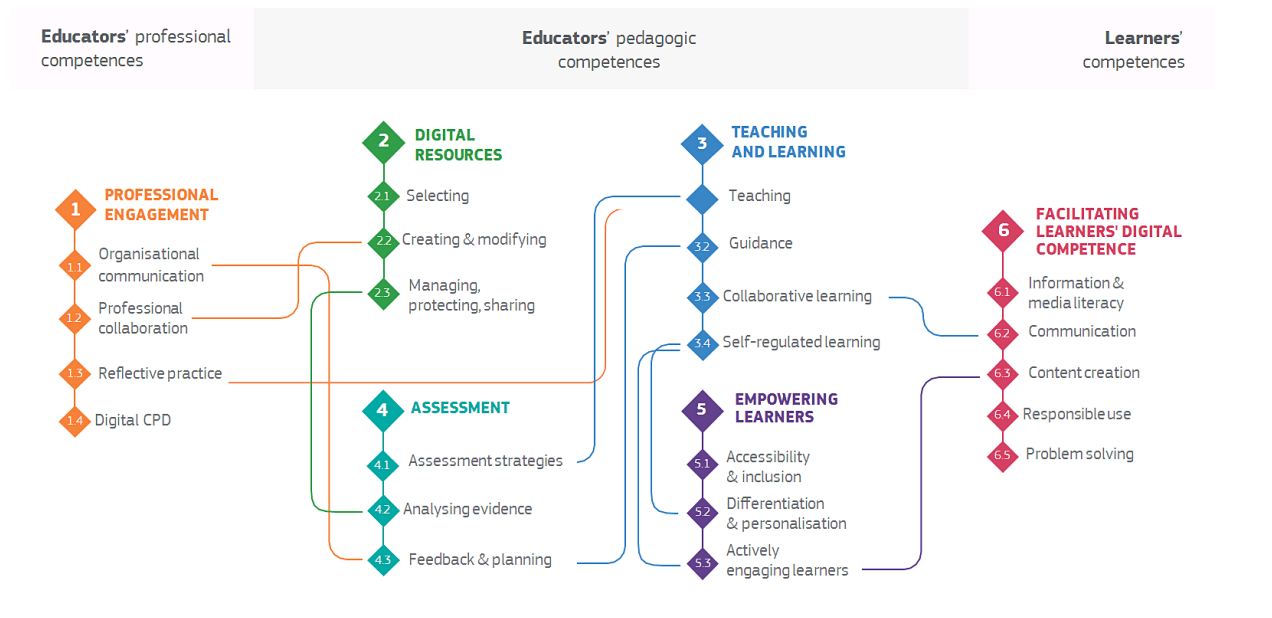 Educators' professional
competences
Educators' pedagogic
competences
Learners'
competences
1
PROFESSIONAL
ENGAGEMENT
1.1
Organisational
communication
1.2
Professional
collaboration
1.3
Reflective practice
1.4
Digital CPD
2
DIGITAL
RESOURCES
2.1
Selecting
2.2
Creating & modifying
2.3
Managing,
protecting, sharing
4
ASSESSMENT
4.1
Assessment strategies
4.2
Analysing evidence
4.3
Feedback & planning
3
TEACHING
AND LEARNING
Teaching
3.2
Guidance
3.3
Collaborative learning
3.4
Self-regulated learning
5
EMPOWERING
LEARNERS
5.1
Accessibility
& inclusion
5.2
Differentiation
& personalisation
5.3
Actively
engaging learners
6
FACILITATING
LEARNERS' DIGITAL
COMPETENCE
6.1
Information &
media literacy
6.2
Communication
6.3
Content creation
6.4
Responsible use
6.5
Problem solving